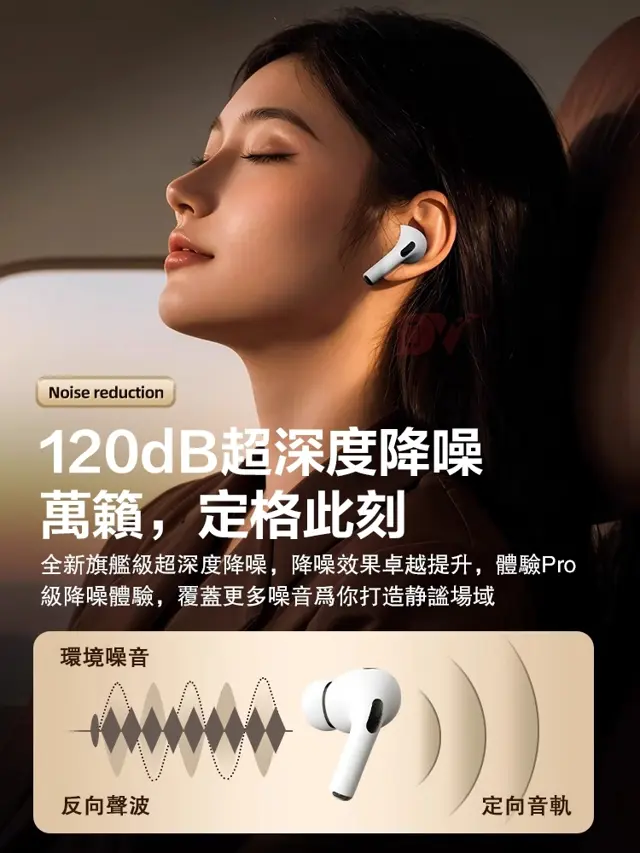 Noise reduction
120dB超深度降噪
萬籟，定格此刻
全新旗艦級超深度降噪，降噪效果卓越提升，體驗Pro
級降噪體驗，覆蓋更多噪音爲你打造静謐場域
環境噪音
反向聲波
定向音軌